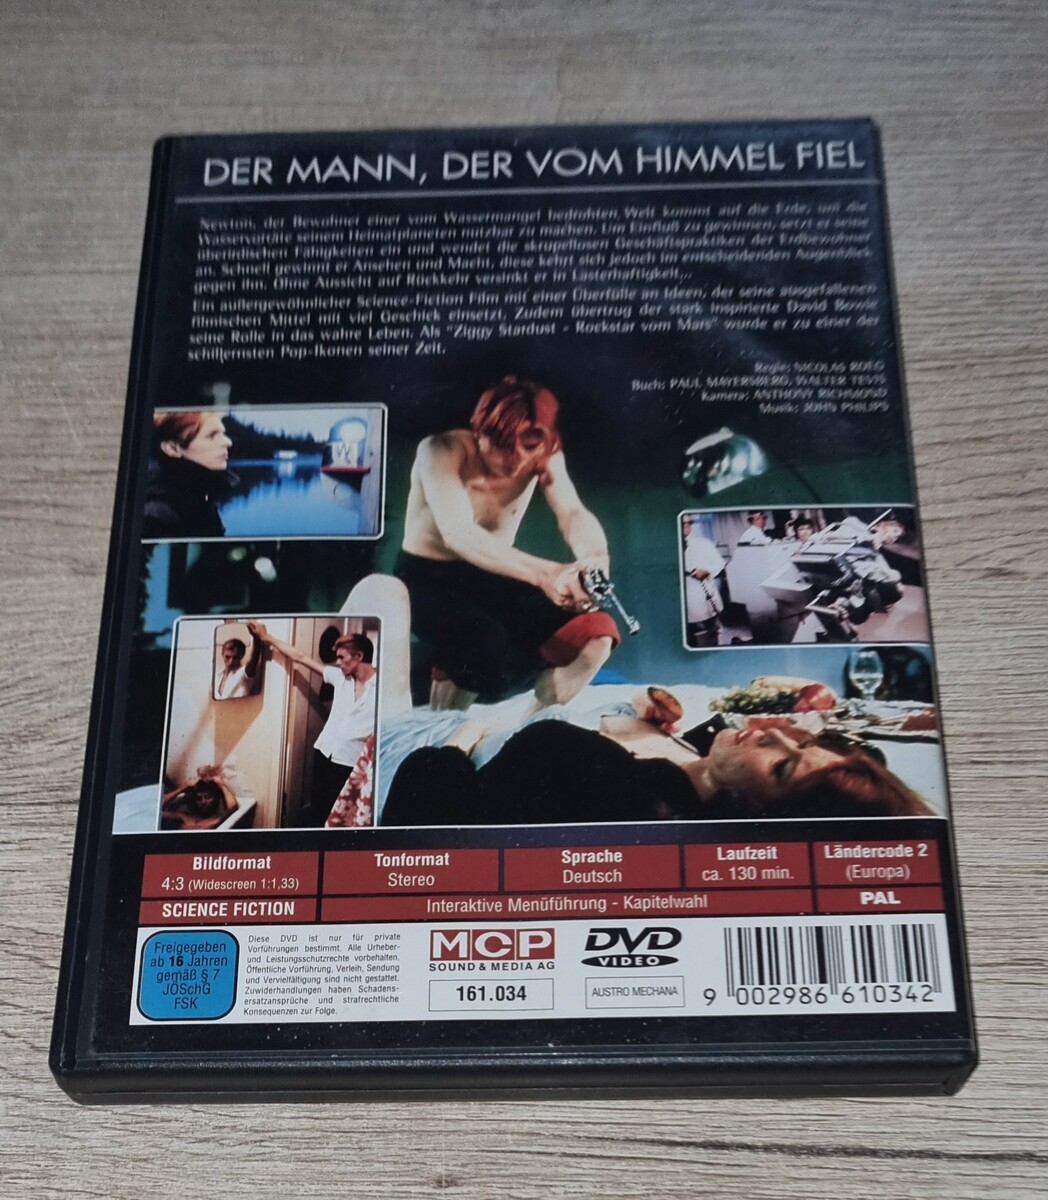 DER MANN, DER VOM HIMMEL FIEL
Newton, der Bewohner einer vom Wassermangel bedrohten Welt kommt auf die Erde, um die
Wasservorräte seinem Heimatplaneten nutzbar zu machen. Um Einfluß zu gewinnen, setzt er seine
überirdischen Fähigkeiten ein und wendet die skrupellosen Geschäftspraktiken der Erdbewohner
an. Schnell gewinnt er Ansehen und Macht, diese kehrt sich jedoch im entscheidenden Augenblick
gegen ihn. Ohne Aussicht auf Rückkehr versinkt er in Lasterhaftigkeit...
Ein außergewöhnlicher Science-Fiction Film mit einer Überfülle an Ideen, der seine ausgefallenen
filmischen Mittel mit viel Geschick einsetzt. Zudem übertrug der stark inspirierte David Bowie
seine Rolle in das wahre Leben. Als "Ziggy Stardust - Rockstar vom Mars" wurde er zu einer der
schillernsten Pop-Ikonen seiner Zeit.
Regie: NICOLAS ROEG
Buch: PAUL MAYERSBERG, WALTER TEVIS
Kamera: ANTHONY RICHMOND
Musik: JOHN PHILIPS
W
Bildformat
4:3 (Widescreen 1:1,33)
Tonformat
Stereo
Sprache
Deutsch
Laufzeit
ca. 130 min.
Ländercode 2
(Europa)
SCIENCE FICTION
Interaktive Menüführung - Kapitelwahl
PAL
Freigegeben
ab 16 Jahren
gemäß § 7
JÖSchG
FSK
Diese DVD ist nur für private
Vorführungen bestimmt. Alle Urheber-
und Leistungsschutzrechte vorbehalten.
Öffentliche Vorführung, Verleih, Sendung
und Vervielfältigung sind nicht gestattet.
Zuwiderhandlungen haben Schadens-
ersatzansprüche und strafrechtliche
Konsequenzen zur Folge.
MCP
SOUND & MEDIA AG
161.034
DVD
VIDEO
AUSTRO MECHANA
9 002986 610342